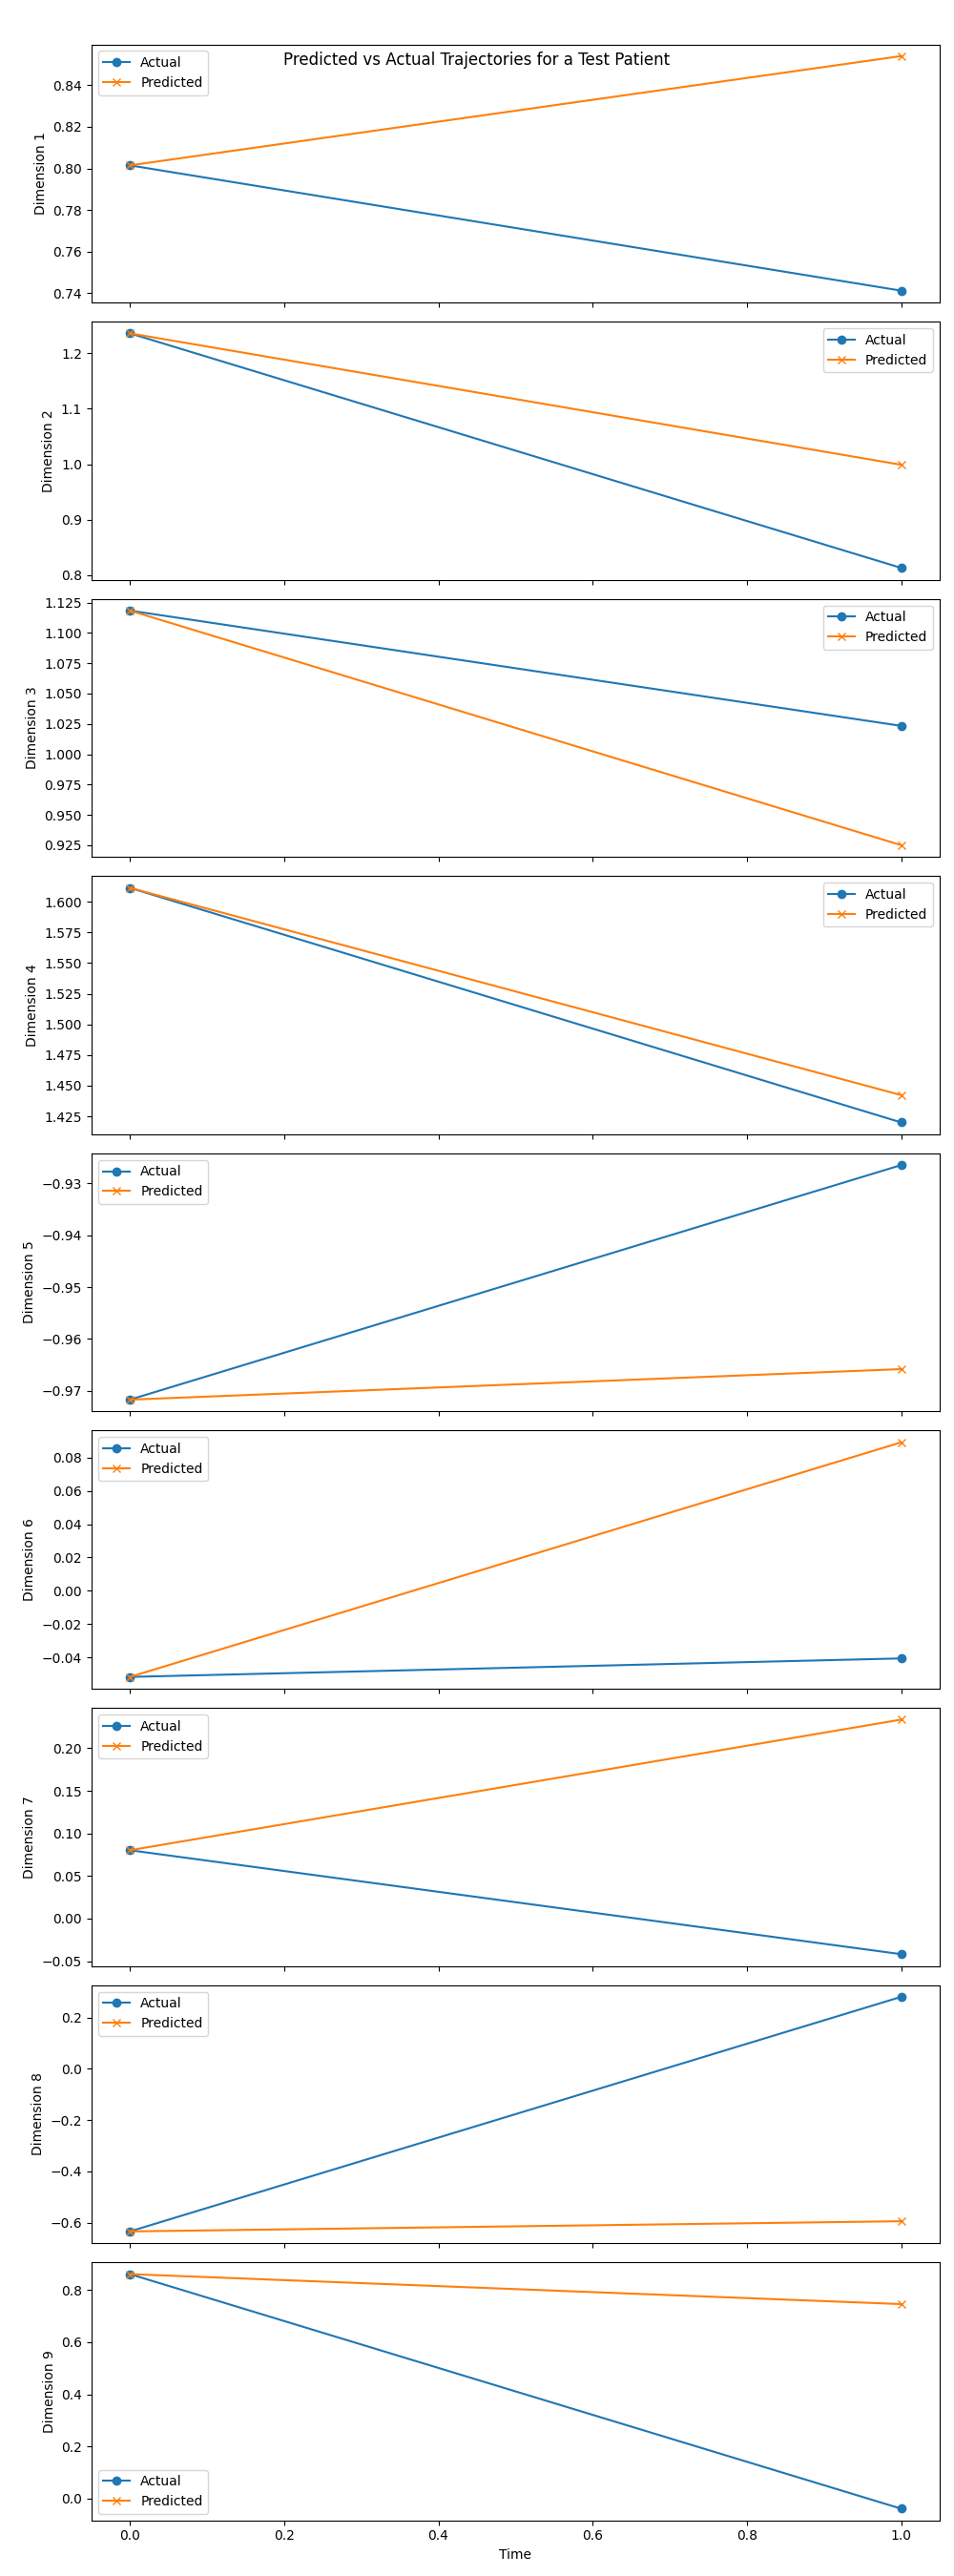 Predicted vs Actual Trajectories for a Test Patient
Actual
Predicted
0.84
0.82
0.80
0.78
0.76
0.74
Dimension 1
Actual
Predicted
1.2
1.1
1.0
0.9
0.8
Dimension 2
Actual
Predicted
1.125
1.100
1.075
1.050
1.025
1.000
0.975
0.950
0.925
Dimension 3
Actual
Predicted
1.600
1.575
1.550
1.525
1.500
1.475
1.450
1.425
Dimension 4
Actual
Predicted
−0.93
−0.94
−0.95
−0.96
−0.97
Dimension 5
Actual
Predicted
0.08
0.06
0.04
0.02
0.00
−0.02
−0.04
Dimension 6
Actual
Predicted
0.20
0.15
0.10
0.05
0.00
−0.05
Dimension 7
Actual
Predicted
0.2
0.0
−0.2
−0.4
−0.6
Dimension 8
0.8
0.6
0.4
0.2
0.0
Dimension 9
Actual
Predicted
0.0 0.2 0.4 0.6 0.8 1.0
Time